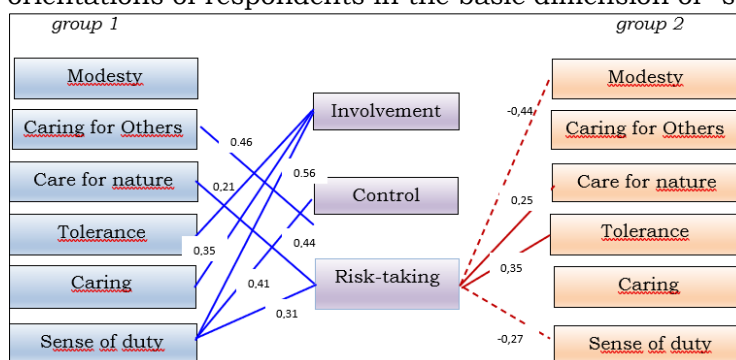 orientations of respondents in the basic dimension of "s
group 1
group 2
Modesty
Modesty
Involvement
-0,44
Caring for Others
0.46
Caring for Others
Care for nature
0,21
0.56
Control
Care for nature
0,25
Tolerance
0,35
0,44
Tolerance
Risk-taking
0,35
Caring
0,41
Caring
0,31
Sense of duty
-0,27
Sense of duty